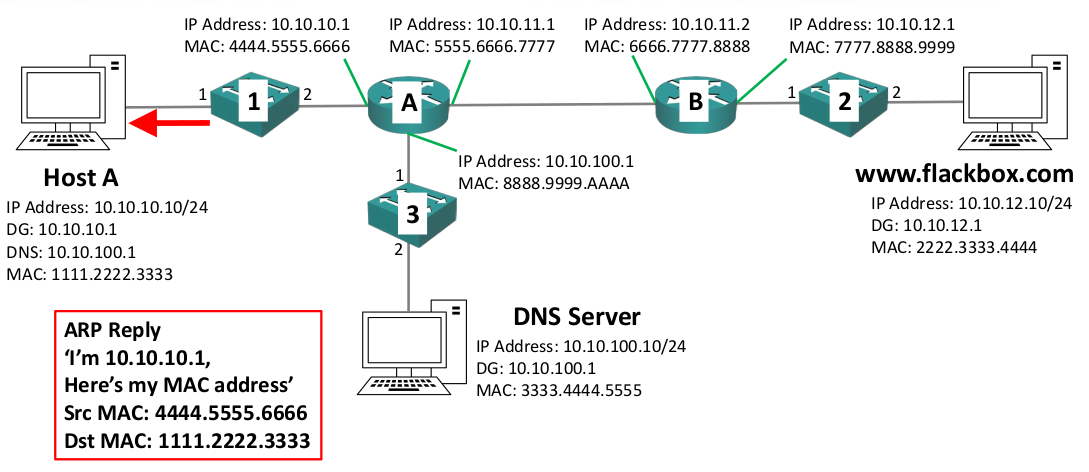 IP Address: 10.10.10.1
MAC: 4444.5555.6666
IP Address: 10.10.11.1
MAC: 5555.6666.7777
IP Address: 10.10.11.2
MAC: 6666.7777.8888
IP Address: 10.10.12.1
MAC: 7777.8888.9999
1
1
2
A
B
1
2
2
IP Address: 10.10.100.1
MAC: 8888.9999.AAAA
Host A
IP Address: 10.10.10.10/24
DG: 10.10.10.1
DNS: 10.10.100.1
MAC: 1111.2222.3333
1
3
2
www.flackbox.com
IP Address: 10.10.12.10/24
DG: 10.10.12.1
MAC: 2222.3333.4444
DNS Server
IP Address: 10.10.100.10/24
DG: 10.10.100.1
MAC: 3333.4444.5555
ARP Reply
‘I’m 10.10.10.1,
Here’s my MAC address’
Src MAC: 4444.5555.6666
Dst MAC: 1111.2222.3333